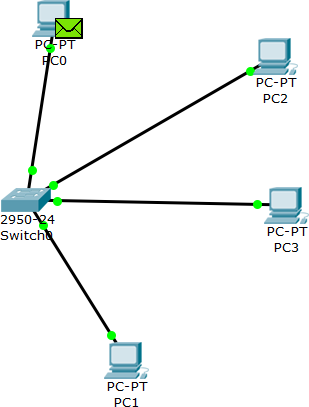 PC-PT
PC0
PC-PT
PC2
2950-24
Switch0
PC-PT
PC3
PC-PT
PC1